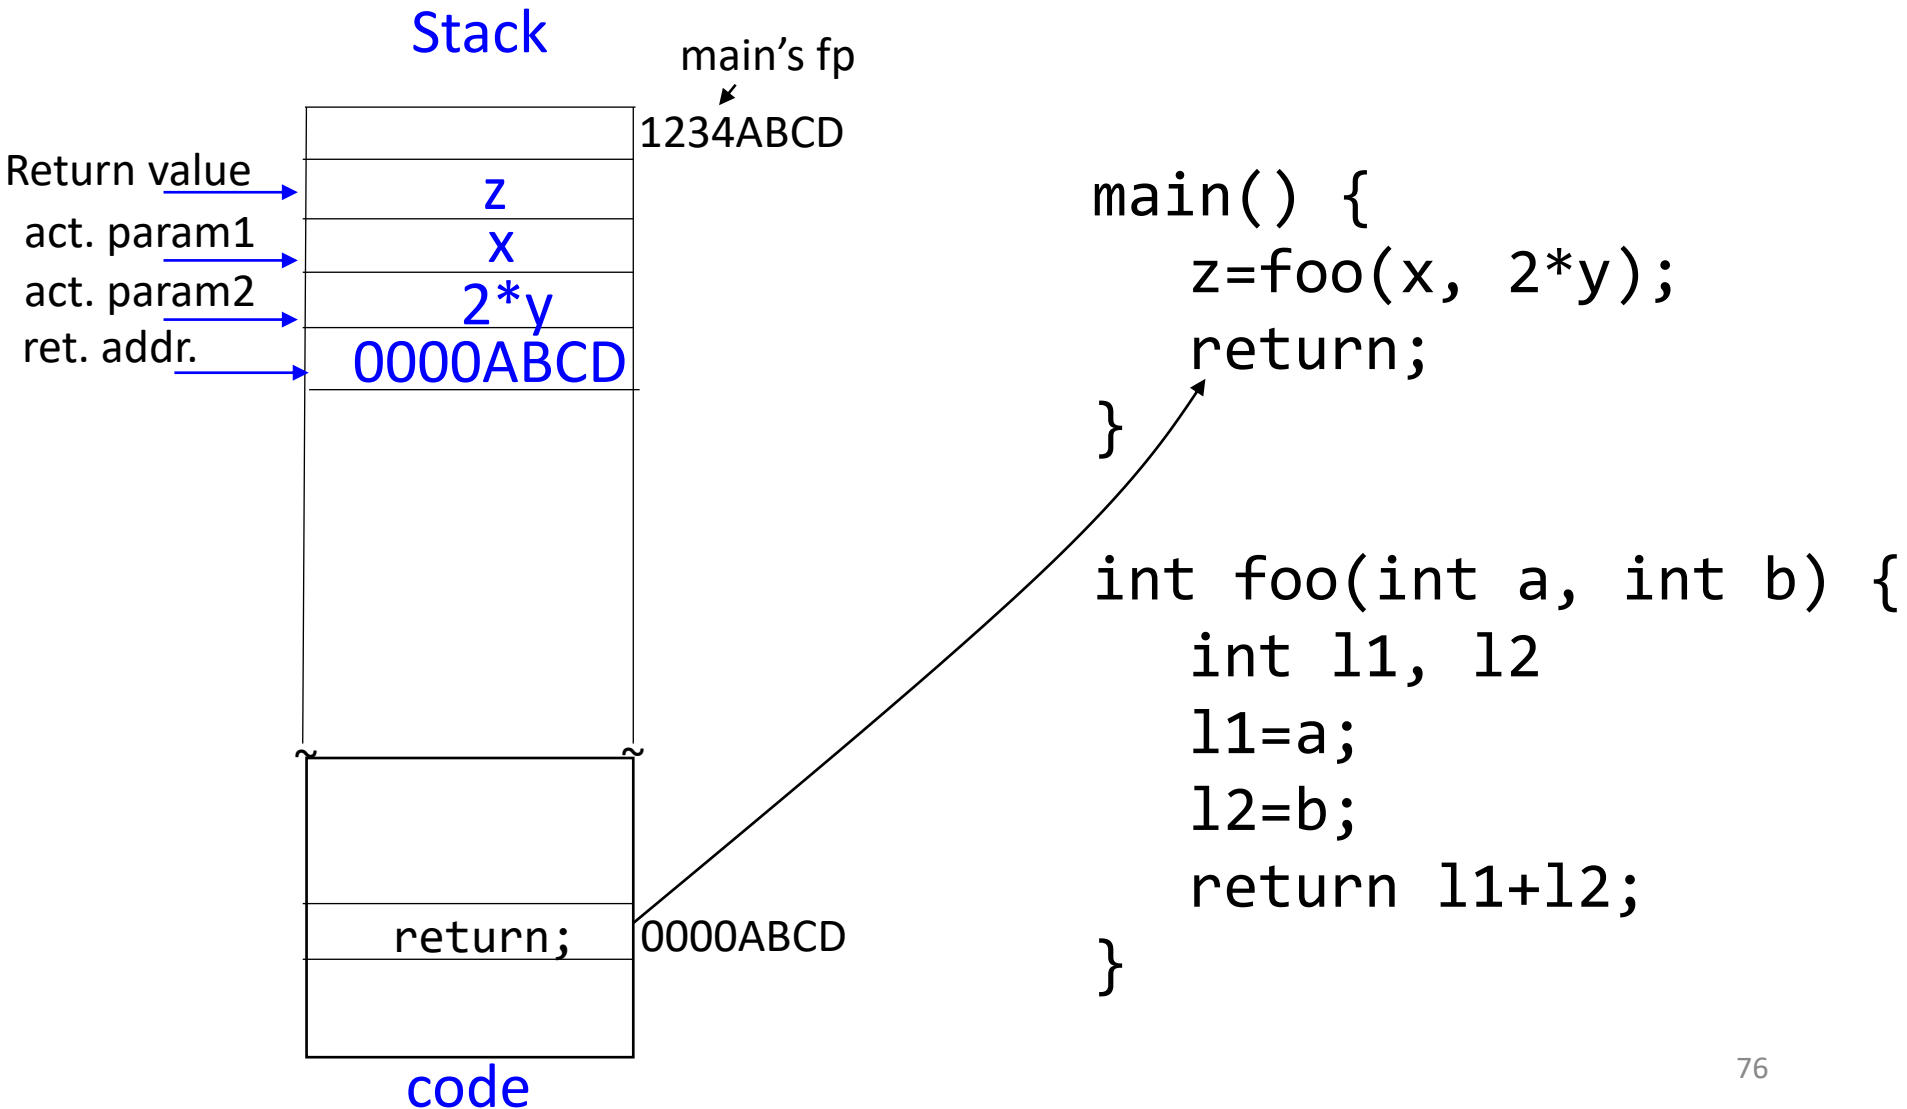 Stack
main's fp
1234ABCD
Return value
z
act. param1
x
act. param2
2*y
ret. addr.
0000ABCD
~ ~
return;
0000ABCD
code
main() {
z=foo(x, 2*y);
return;
}
int foo(int a, int b) {
int l1, l2
l1=a;
l2=b;
return l1+l2;
}
76